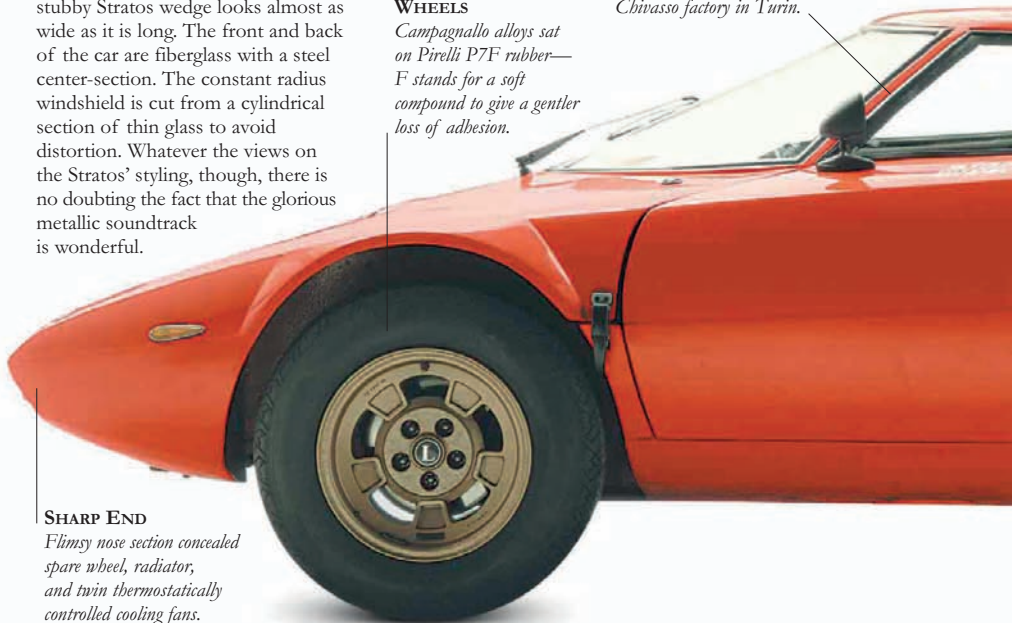 stubby Stratos wedge looks almost as
wide as it is long. The front and back
of the car are fiberglass with a steel
center-section. The constant radius
windshield is cut from a cylindrical
section of thin glass to avoid
distortion. Whatever the views on
the Stratos’ styling, though, there is
no doubting the fact that the glorious
metallic soundtrack
is wonderful.
WHEELS
Campagnallo alloys sat
on Pirelli P7F rubber—
F stands for a soft
compound to give a gentler
loss of adhesion.
Chivasso factory in Turin.
L
SHARP END
Flimsy nose section concealed
spare wheel, radiator,
and twin thermostatically
controlled cooling fans.